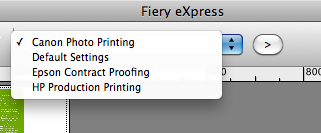 Fiery eXpress
✓ Canon Photo Printing
Default Settings
Epson Contract Proofing
HP Production Printing
>
800